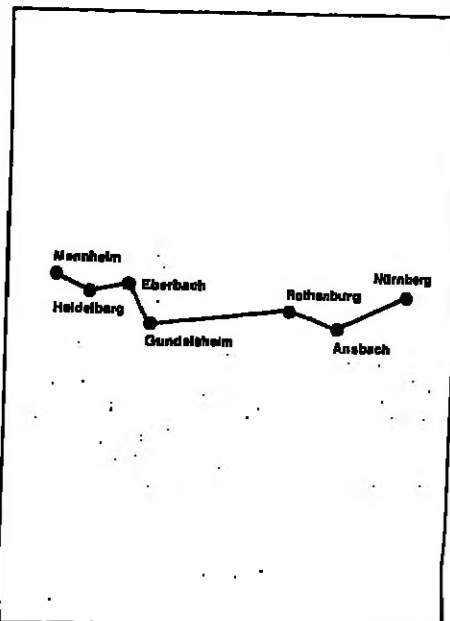 Mannheim
Heidelberg
Eberbach
Gundelsheim
Rothenburg
Ansbach
Nürnberg